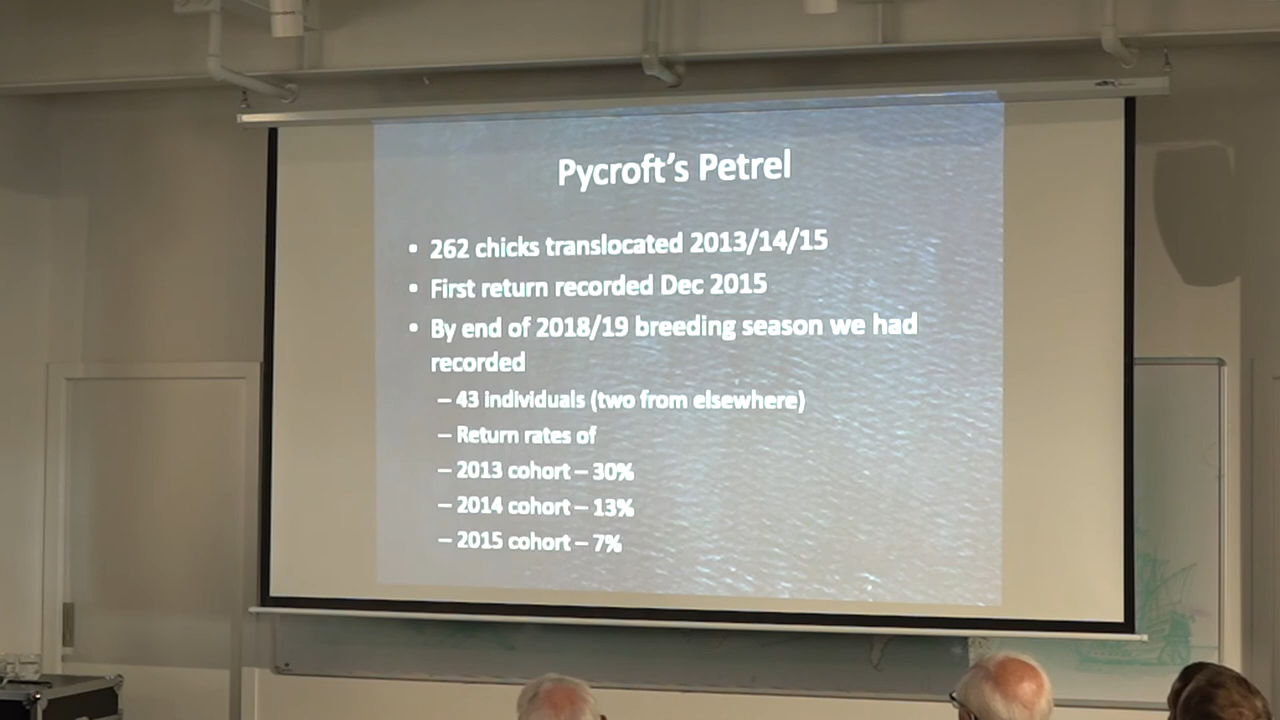 Pycroft's Petrel
• 262 chicks translocated 2013/14/15
• First return recorded Dec 2015
• By end of 2018/19 breeding season we had
recorded
– 43 individuals (two from elsewhere)
– Return rates of
– 2013 cohort – 30%
– 2014 cohort – 13%
– 2015 cohort – 7%